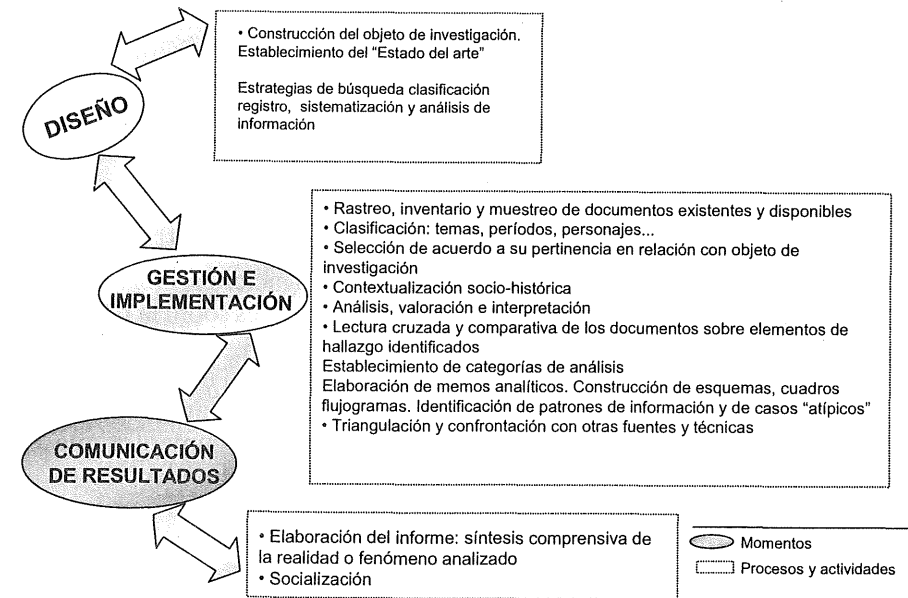 • Construcción del objeto de investigación.
Establecimiento del “Estado del arte”
Estrategias de búsqueda clasificación
registro, sistematización y análisis de
información
DISEÑO
• Rastreo, inventario y muestreo de documentos existentes y disponibles
• Clasificación: temas, períodos, personajes...
• Selección de acuerdo a su pertinencia en relación con objeto de
investigación
• Contextualización socio-histórica
• Análisis, valoración e interpretación
• Lectura cruzada y comparativa de los documentos sobre elementos de
hallazgo identificados
Establecimiento de categorías de análisis
Elaboración de memos analíticos. Construcción de esquemas, cuadros
flujogramas. Identificación de patrones de información y de casos “atípicos”
• Triangulación y confrontación con otras fuentes y técnicas
GESTIÓN E
IMPLEMENTACIÓN
COMUNICACIÓN
DE RESULTADOS
• Elaboración del informe: síntesis comprensiva de
la realidad o fenómeno analizado
• Socialización
Momentos
Procesos y actividades